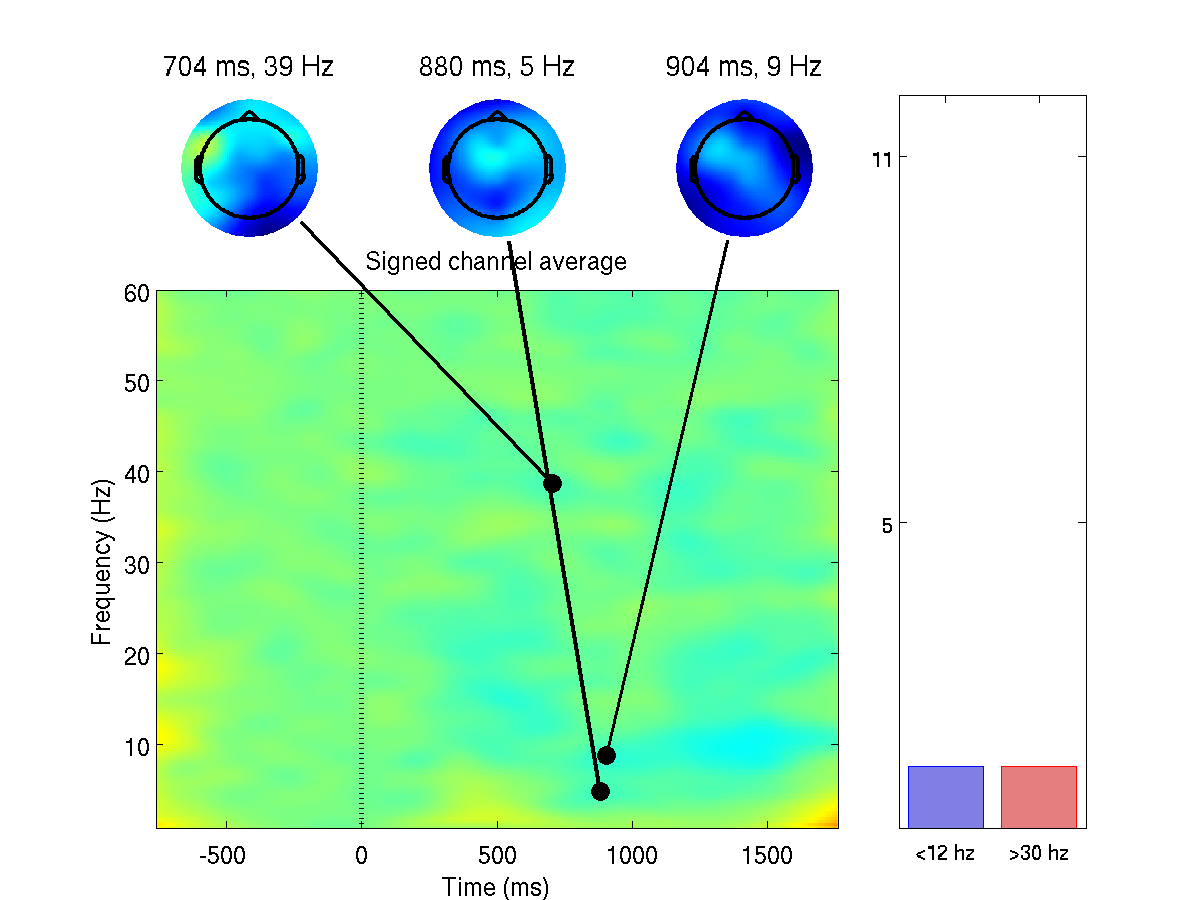 704 ms, 39 Hz
880 ms, 5 Hz
904 ms, 9 Hz
Signed channel average
60
50
40
30
20
10
Frequency (Hz)
-500
0
500
1000
1500
Time (ms)
11
5
<12 hz
>30 hz